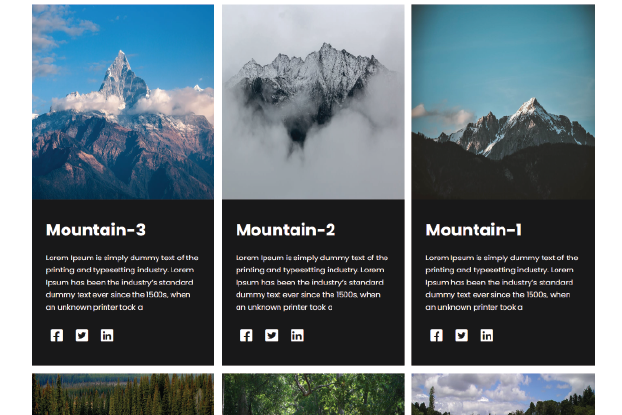 Mountain-3
Lorem Ipsum is simply dummy text of the
printing and typesetting industry. Lorem
Ipsum has been the industry's standard
dummy text ever since the 1500s, when
an unknown printer took a
Mountain-2
Lorem Ipsum is simply dummy text of the
printing and typesetting industry. Lorem
Ipsum has been the industry's standard
dummy text ever since the 1500s, when
an unknown printer took a
Mountain-1
Lorem Ipsum is simply dummy text of the
printing and typesetting industry. Lorem
Ipsum has been the industry's standard
dummy text ever since the 1500s, when
an unknown printer took a